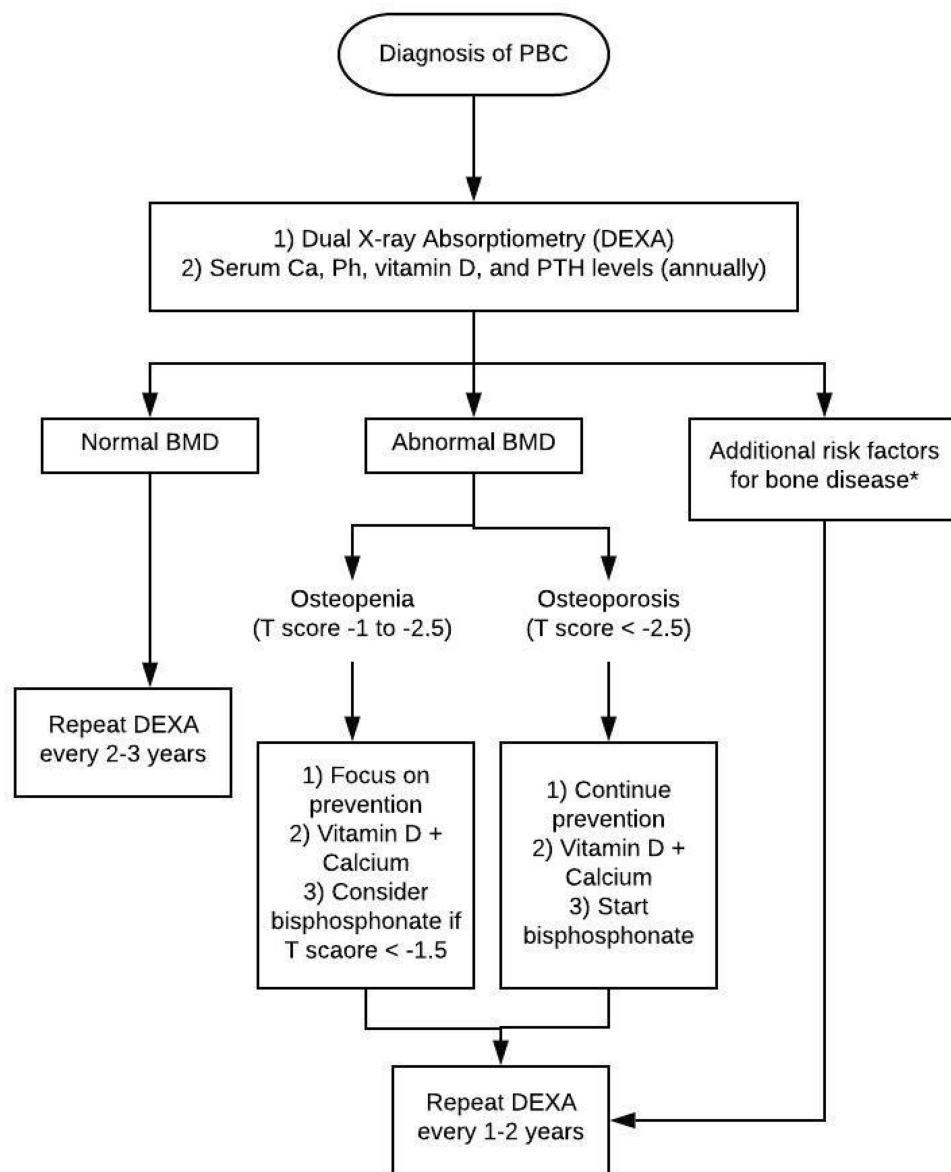 Diagnosis of PBC
1) Dual X-ray Absorptiometry (DEXA)
2) Serum Ca, Ph, vitamin D, and PTH levels (annually)
Normal BMD
Abnormal BMD
Additional risk factors
for bone disease*
Osteopenia
(T score -1 to -2.5)
Osteoporosis
(T score < -2.5)
Repeat DEXA
every 2-3 years
1) Focus on
prevention
2) Vitamin D +
Calcium
3) Consider
bisphosphonate if
T scaore < -1.5
1) Continue
prevention
2) Vitamin D +
Calcium
3) Start
bisphosphonate
Repeat DEXA
every 1-2 years